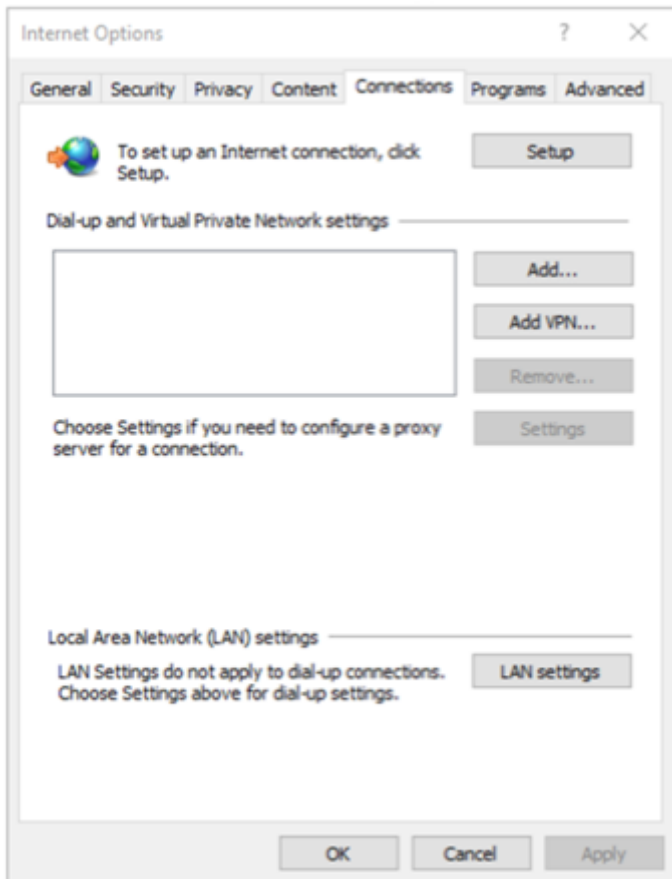 Internet Options
?
General Security Privacy Content Connections Programs Advanced
To set up an Internet connection, click
Setup.
Setup
Dial-up and Virtual Private Network settings
Add...
Add VPN...
Remove...
Choose Settings if you need to configure a proxy
server for a connection.
Settings
Local Area Network (LAN) settings
LAN Settings do not apply to dial-up connections.
Choose Settings above for dial-up settings.
LAN settings
OK Cancel Apply